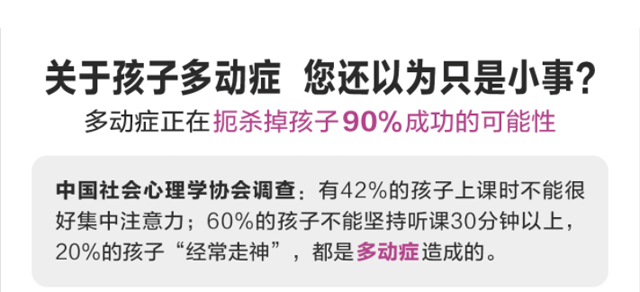 关于孩子多动症 您还以为只是小事？
多动症正在扼杀掉孩子90%成功的可能性
中国社会心理学协会调查：有42%的孩子上课时不能很
好集中注意力；60%的孩子不能坚持听课30分钟以上，
20%的孩子“经常走神”，都是多动症造成的。